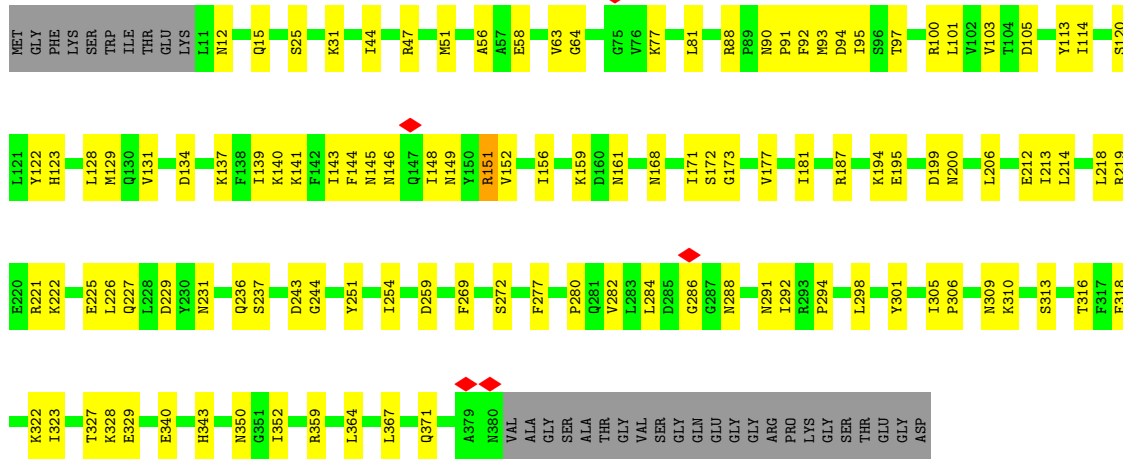 MET GLY PHE LYS SER TRP ILE THR GLU LYS L11 N12 Q15 S25 K31 I44 R47 M51 A56 A57 E58 V63 G64 G75 V76 K77 L81 R88 P89 N90 P91 F92 M93 D94 I95 S96 T97 R100 L101 V102 V103 T104 D105 Y113 I114 S120
L121 Y122 H123 L128 M129 Q130 V131 D134 K137 F138 I139 K140 K141 F142 I143 F144 N145 N146 Q147 I148 N149 Y150 R151 V152 I156 K159 D160 N161 N168 I171 S172 G173 V177 I181 R187 K194 E195 D199 N200 L206 E212 I213 L214 L218 R219
E220 R221 K222 E225 L226 Q227 L228 D229 Y230 N231 Q236 S237 D243 G244 Y251 I254 D259 F269 S272 F277 P280 Q281 V282 L283 L284 D285 G286 G287 N288 N291 I292 R293 P294 L298 Y301 I305 P306 N309 K310 S313 T316 F317 E318
K322 I323 T327 K328 E329 E340 H343 N350 G351 I352 R359 L364 L367 Q371 A379 N380 VAL ALA GLY SER ALA THR GLY VAL SER GLY GLN GLU GLY GLY ARG PRO LYS GLY SER THR GLU GLY ASP